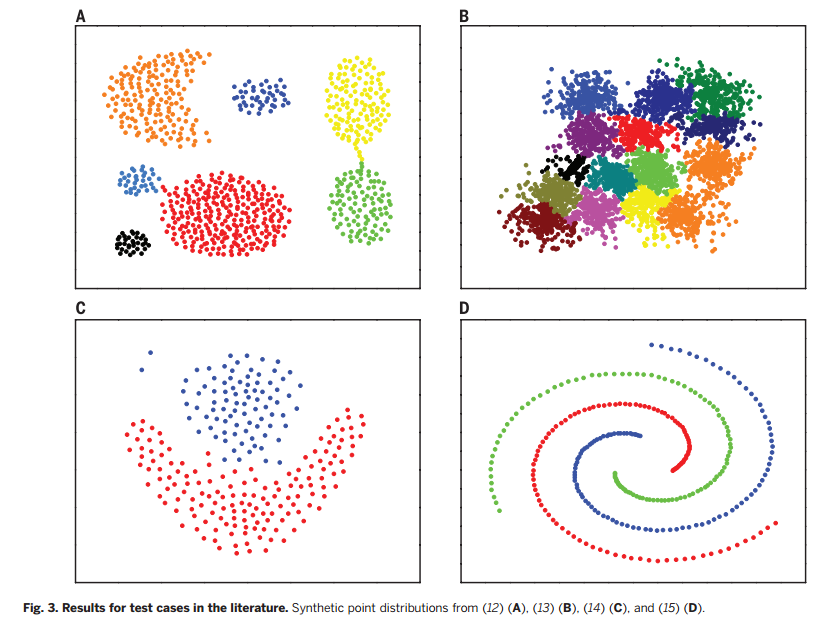 A
B
C
D
Fig. 3. Results for test cases in the literature. Synthetic point distributions from (12) (A), (13) (B), (14) (C), and (15) (D).